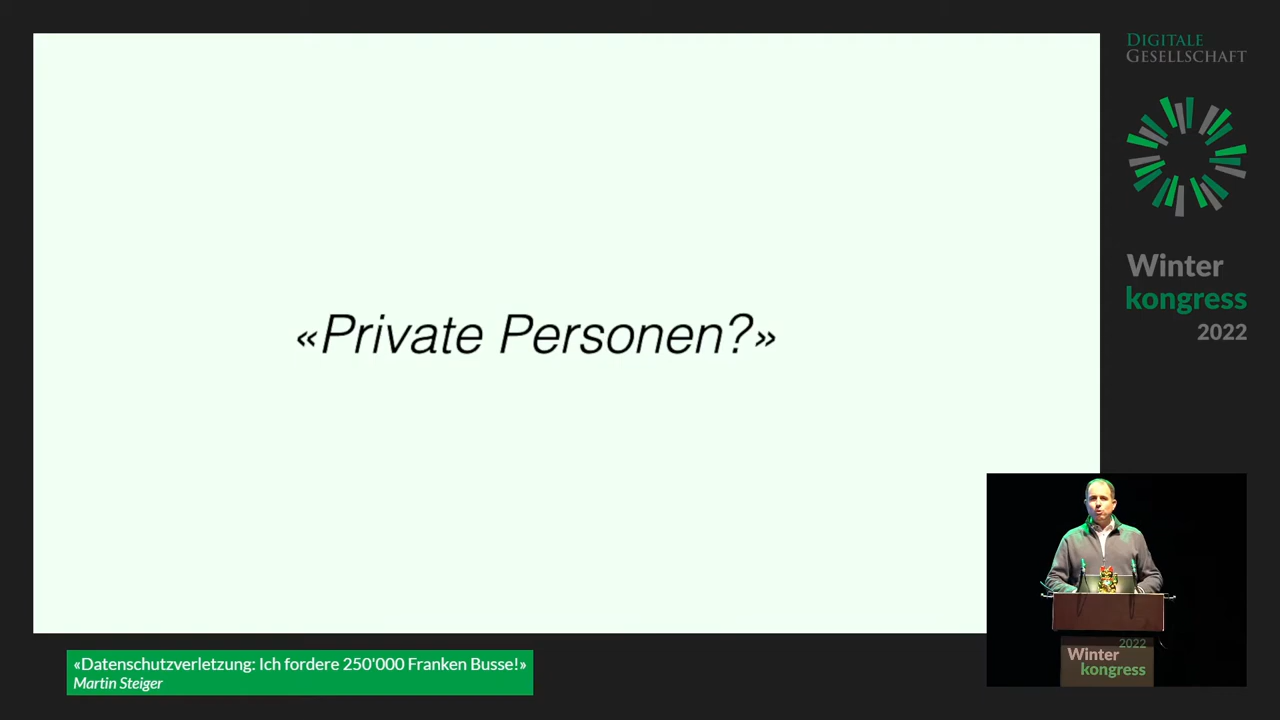 DIGITALE
GESELLSCHAFT
«Private Personen?»
Winter
kongress
2022
2022
Winter
kongress
«Datenschutzverletzung: Ich fordere 250'000 Franken Busse!»
Martin Steiger